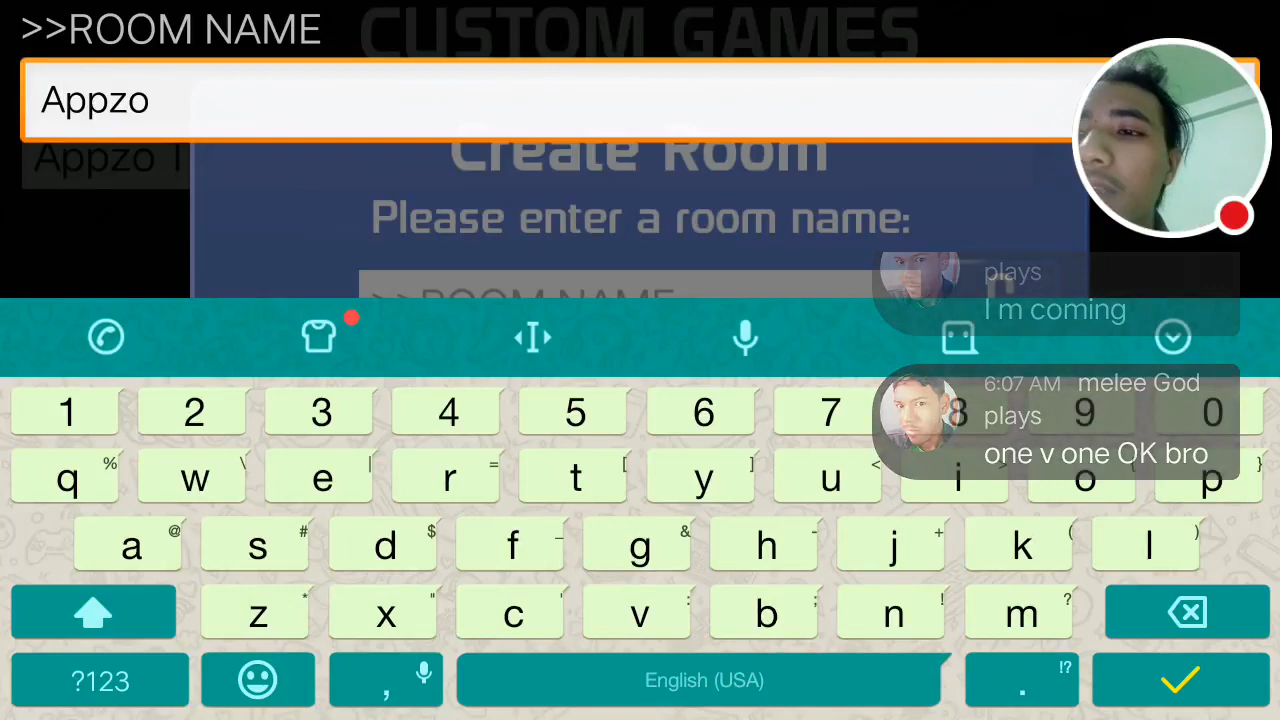 CUSTOM GAMES
>>ROOM NAME
Appzo
Appzo
Create Room
Please enter a room name:
>>ROOM NAME
plays
I m coming
6:07 AM melee God
plays
one v one OK bro
1 2 3 4 5 6 7 8 9 0
q % w \ e | r = t [ y ] u < i > o { p }
a @ s # d $ f _ g & h - j + k ( l )
z * x " c ' v : b ; n ! m ?
?123 , English (USA) . !?